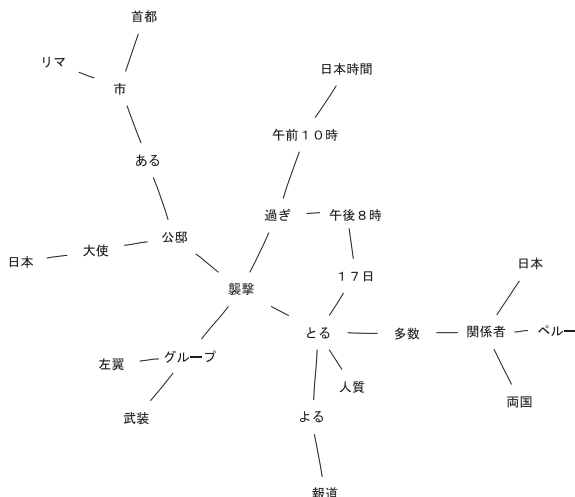 首都
リマ
市
日本時間
午前１０時
ある
過ぎ
午後８時
公邸
大使
日本
１７日
日本
襲撃
とる
多数
関係者
ペルー
グループ
左翼
人質
両国
武装
よる
報道